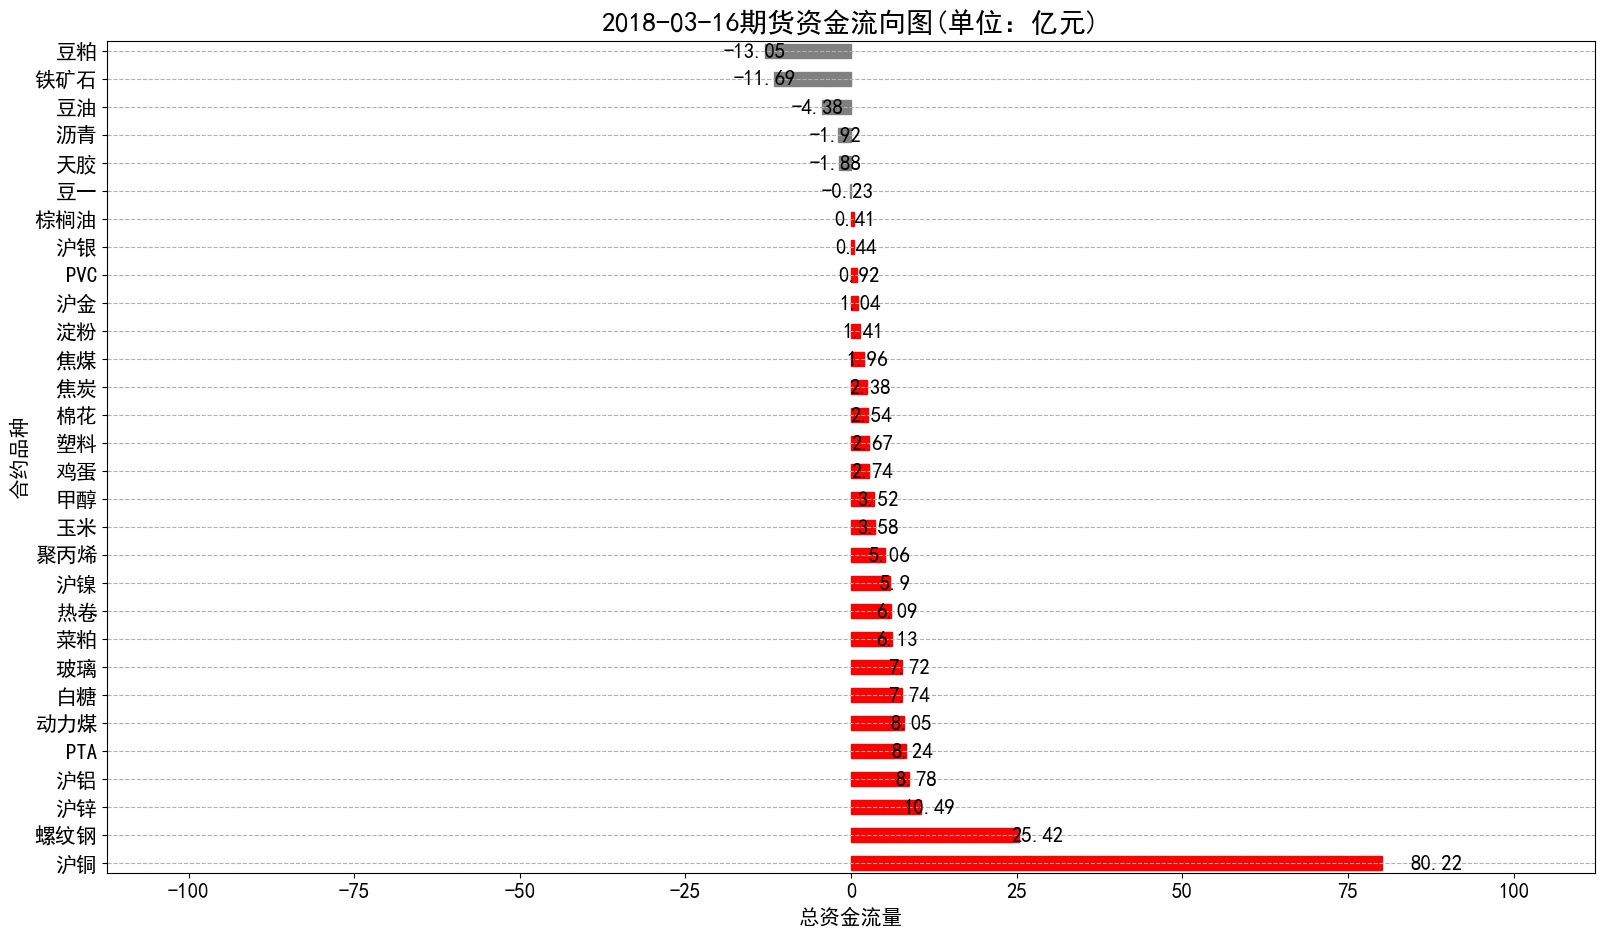 2018-03-16期货资金流向图(单位：亿元)
合约品种
豆粕 -13.05
铁矿石 -11.69
豆油 -4.38
沥青 -1.92
天胶 -1.88
豆一 -0.23
棕榈油 0.41
沪银 0.44
PVC 0.92
沪金 1.04
淀粉 1.41
焦煤 1.96
焦炭 2.38
棉花 2.54
塑料 2.67
鸡蛋 2.74
甲醇 3.52
玉米 3.58
聚丙烯 5.06
沪镍 5.9
热卷 6.09
菜粕 6.13
玻璃 7.72
白糖 7.74
动力煤 8.05
PTA 8.24
沪铝 8.78
沪锌 10.49
螺纹钢 25.42
沪铜 80.22
-100 -75 -50 -25 0 25 50 75 100
总资金流量